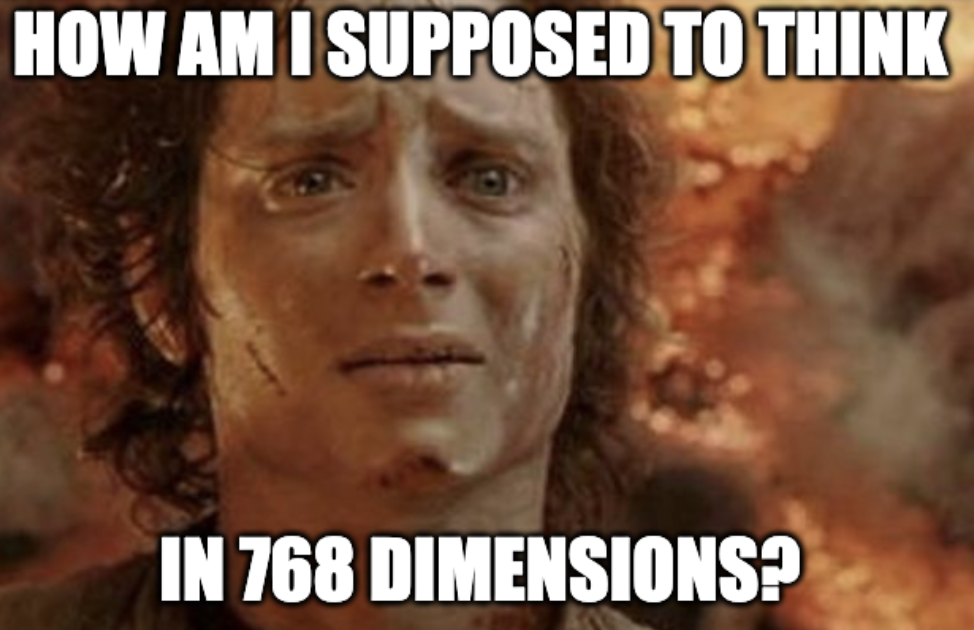 HOW AM I SUPPOSED TO THINK
IN 768 DIMENSIONS?